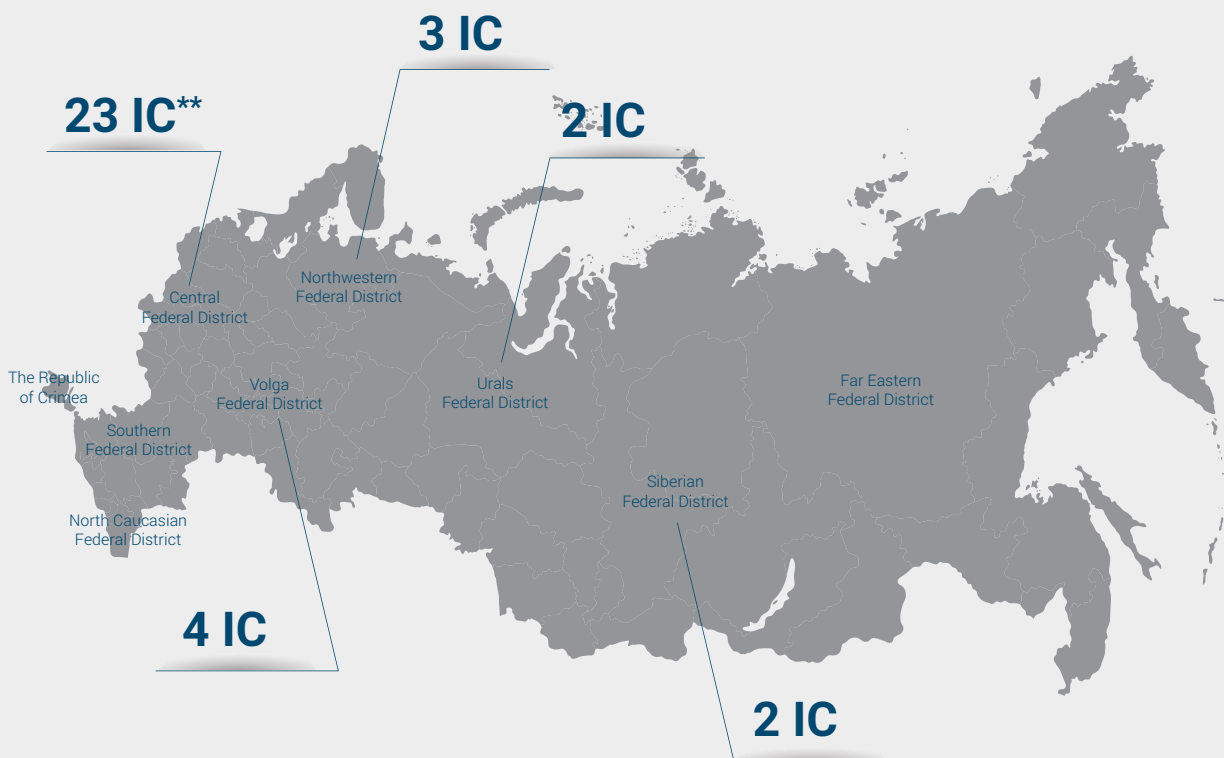 3 IC
23 IC**
2 IC
Northwestern
Federal District
Central
Federal District
The Republic
of Crimea
Volga
Federal District
Urals
Federal District
Far Eastern
Federal District
Southern
Federal District
Siberian
Federal District
North Caucasian
Federal District
4 IC
2 IC